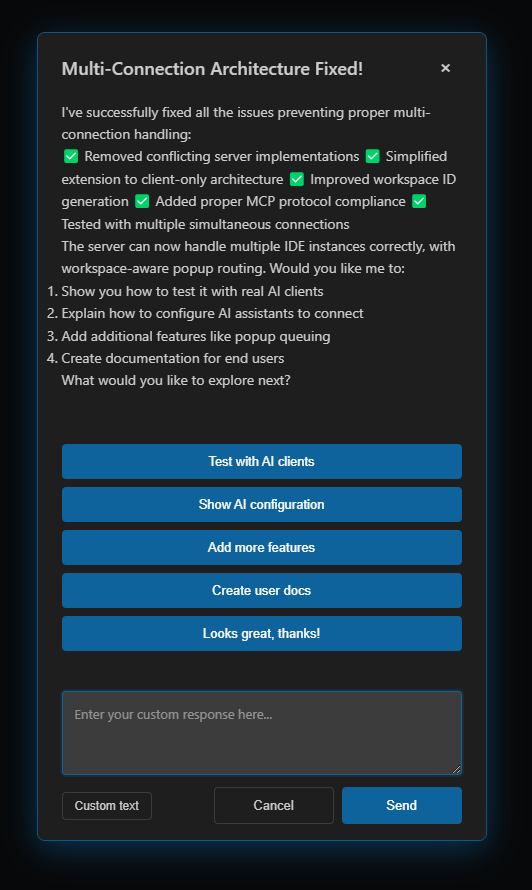 Multi-Connection Architecture Fixed!
×
I've successfully fixed all the issues preventing proper multi-
connection handling:
✅ Removed conflicting server implementations ✅ Simplified
extension to client-only architecture ✅ Improved workspace ID
generation ✅ Added proper MCP protocol compliance ✅
Tested with multiple simultaneous connections
The server can now handle multiple IDE instances correctly, with
workspace-aware popup routing. Would you like me to:
1. Show you how to test it with real AI clients
2. Explain how to configure AI assistants to connect
3. Add additional features like popup queuing
4. Create documentation for end users
What would you like to explore next?
Test with AI clients
Show AI configuration
Add more features
Create user docs
Looks great, thanks!
Enter your custom response here...
Custom text
Cancel
Send